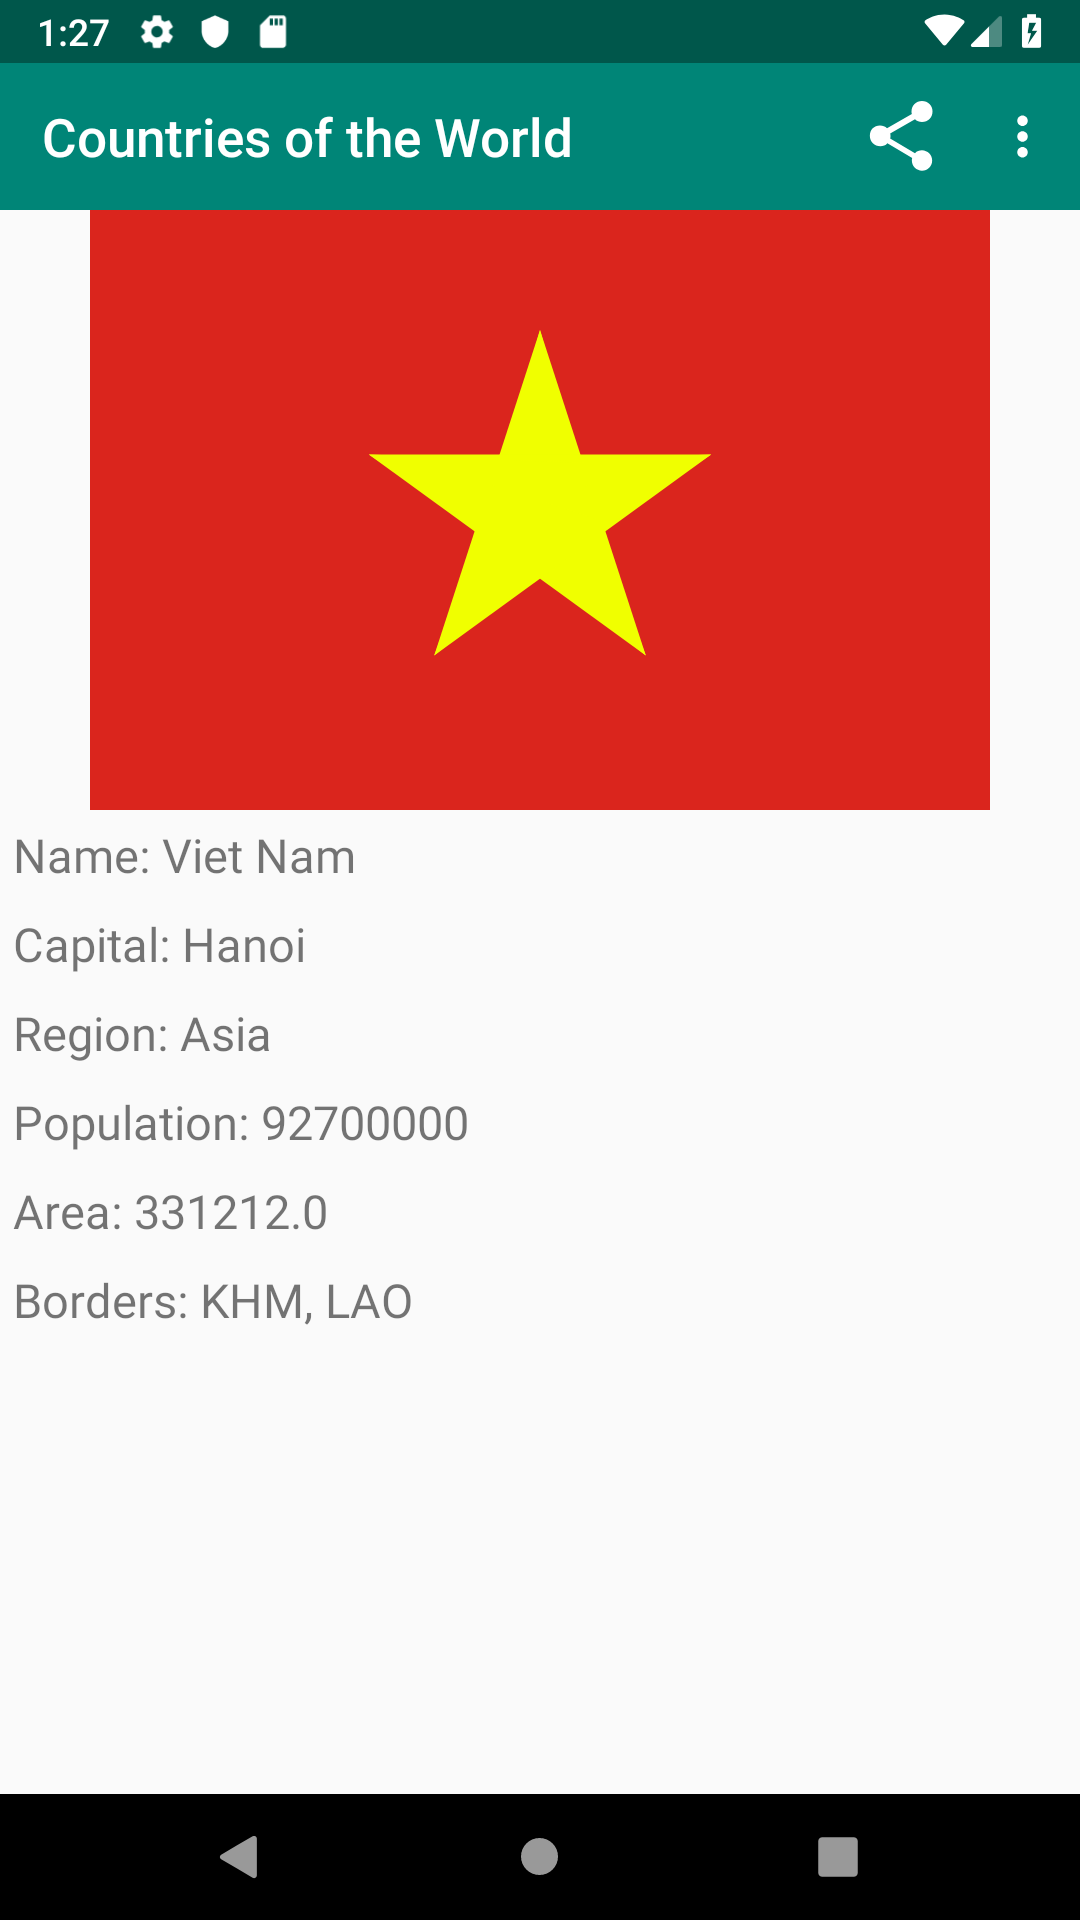 1:27
Countries of the World
Name: Viet Nam
Capital: Hanoi
Region: Asia
Population: 92700000
Area: 331212.0
Borders: KHM, LAO